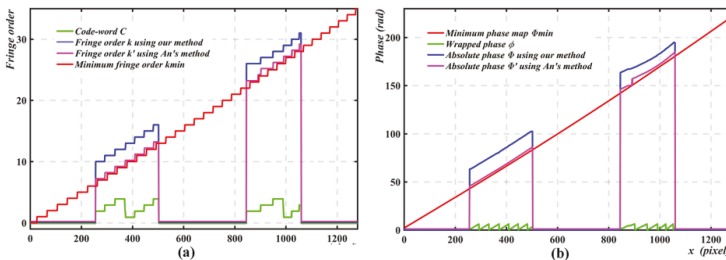 Fringe order
30
20
10
0
Code-word C
Fringe order k using our method
Fringe order k' using An's method
Minimum fringe order kmin
0 200 400 600 800 1000 1200
(a)
Phase (rad)
200
150
100
50
0
Minimum phase map Φmin
Wrapped phase ϕ
Absolute phase Φ using our method
Absolute phase Φ' using An's method
0 200 400 600 800 1000 1200
x (pixel)
(b)